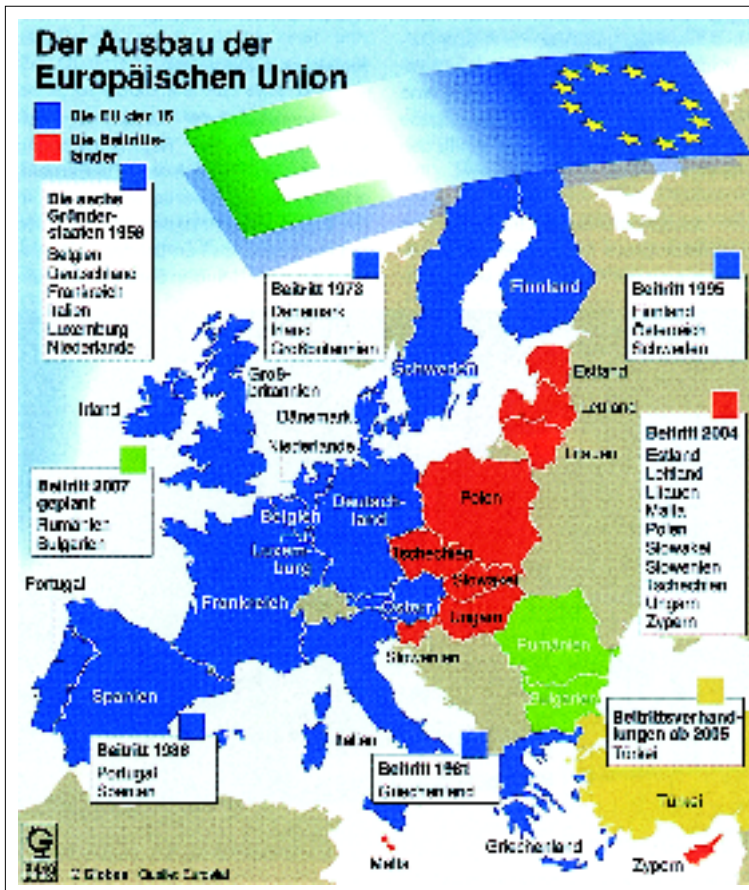 Der Ausbau der
Europäischen Union
Die EU der 15
Die Beitritts-
länder
Die sechs
Gründer-
staaten 1958
Belgien
Deutschland
Frankreich
Italien
Luxemburg
Niederlande
Beitritt 1973
Dänemark
Irland
Großbritannien
Beitritt 1995
Finnland
Österreich
Schweden
Beitritt 2004
Estland
Lettland
Litauen
Malta
Polen
Slowakei
Slowenien
Tschechien
Ungarn
Zypern
Beitritt 2007
geplant
Rumänien
Bulgarien
Beitritt 1986
Portugal
Spanien
Beitritt 1981
Griechenland
Beitrittsverhand-
lungen ab 2005
Türkei
Finnland
Schweden
Estland
Lettland
Litauen
Groß-
britannien
Irland
Dänemark
Niederlande
Belgien
Deutsch-
land
Luxem-
burg
Polen
Tschechien
Slowakei
Österr.
Ungarn
Frankreich
Slowenien
Rumänien
Bulgarien
Portugal
Spanien
Italien
Griechenland
Türkei
Malta
Zypern
© Globus